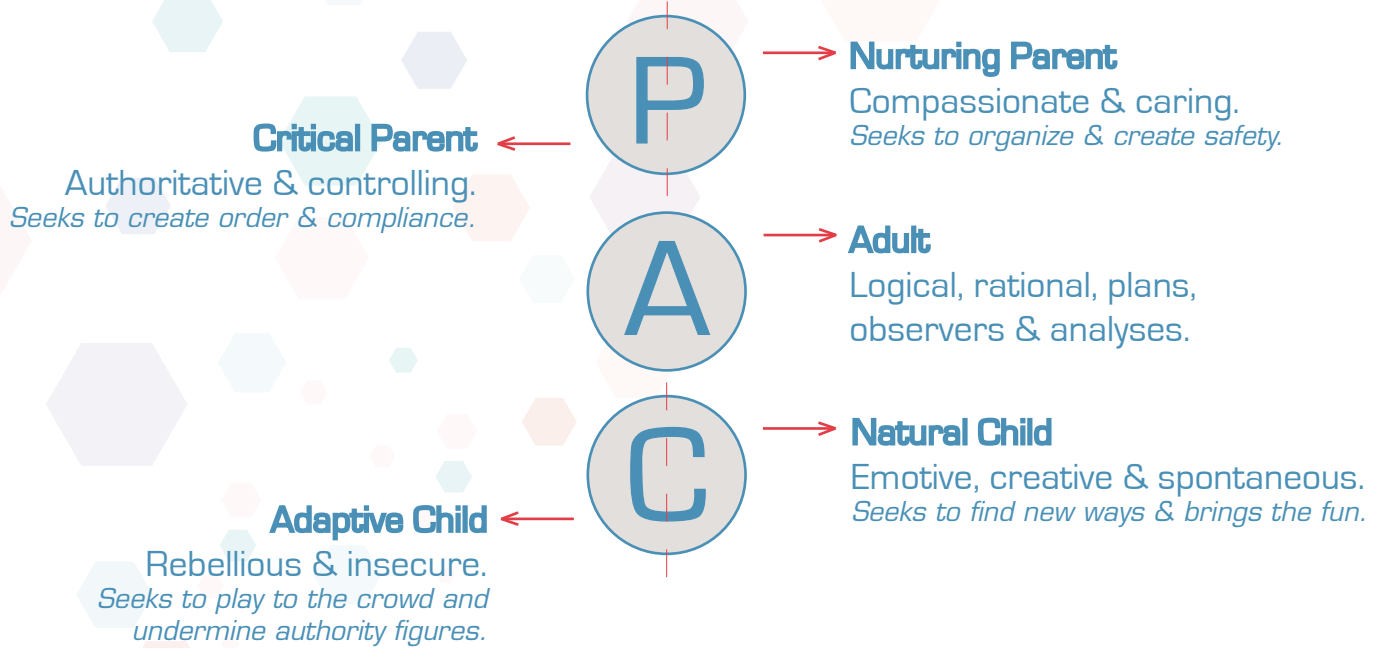 P
Nurturing Parent
Compassionate & caring.
Seeks to organize & create safety.
Critical Parent
Authoritative & controlling.
Seeks to create order & compliance.
A
Adult
Logical, rational, plans,
observers & analyses.
C
Natural Child
Emotive, creative & spontaneous.
Seeks to find new ways & brings the fun.
Adaptive Child
Rebellious & insecure.
Seeks to play to the crowd and
undermine authority figures.